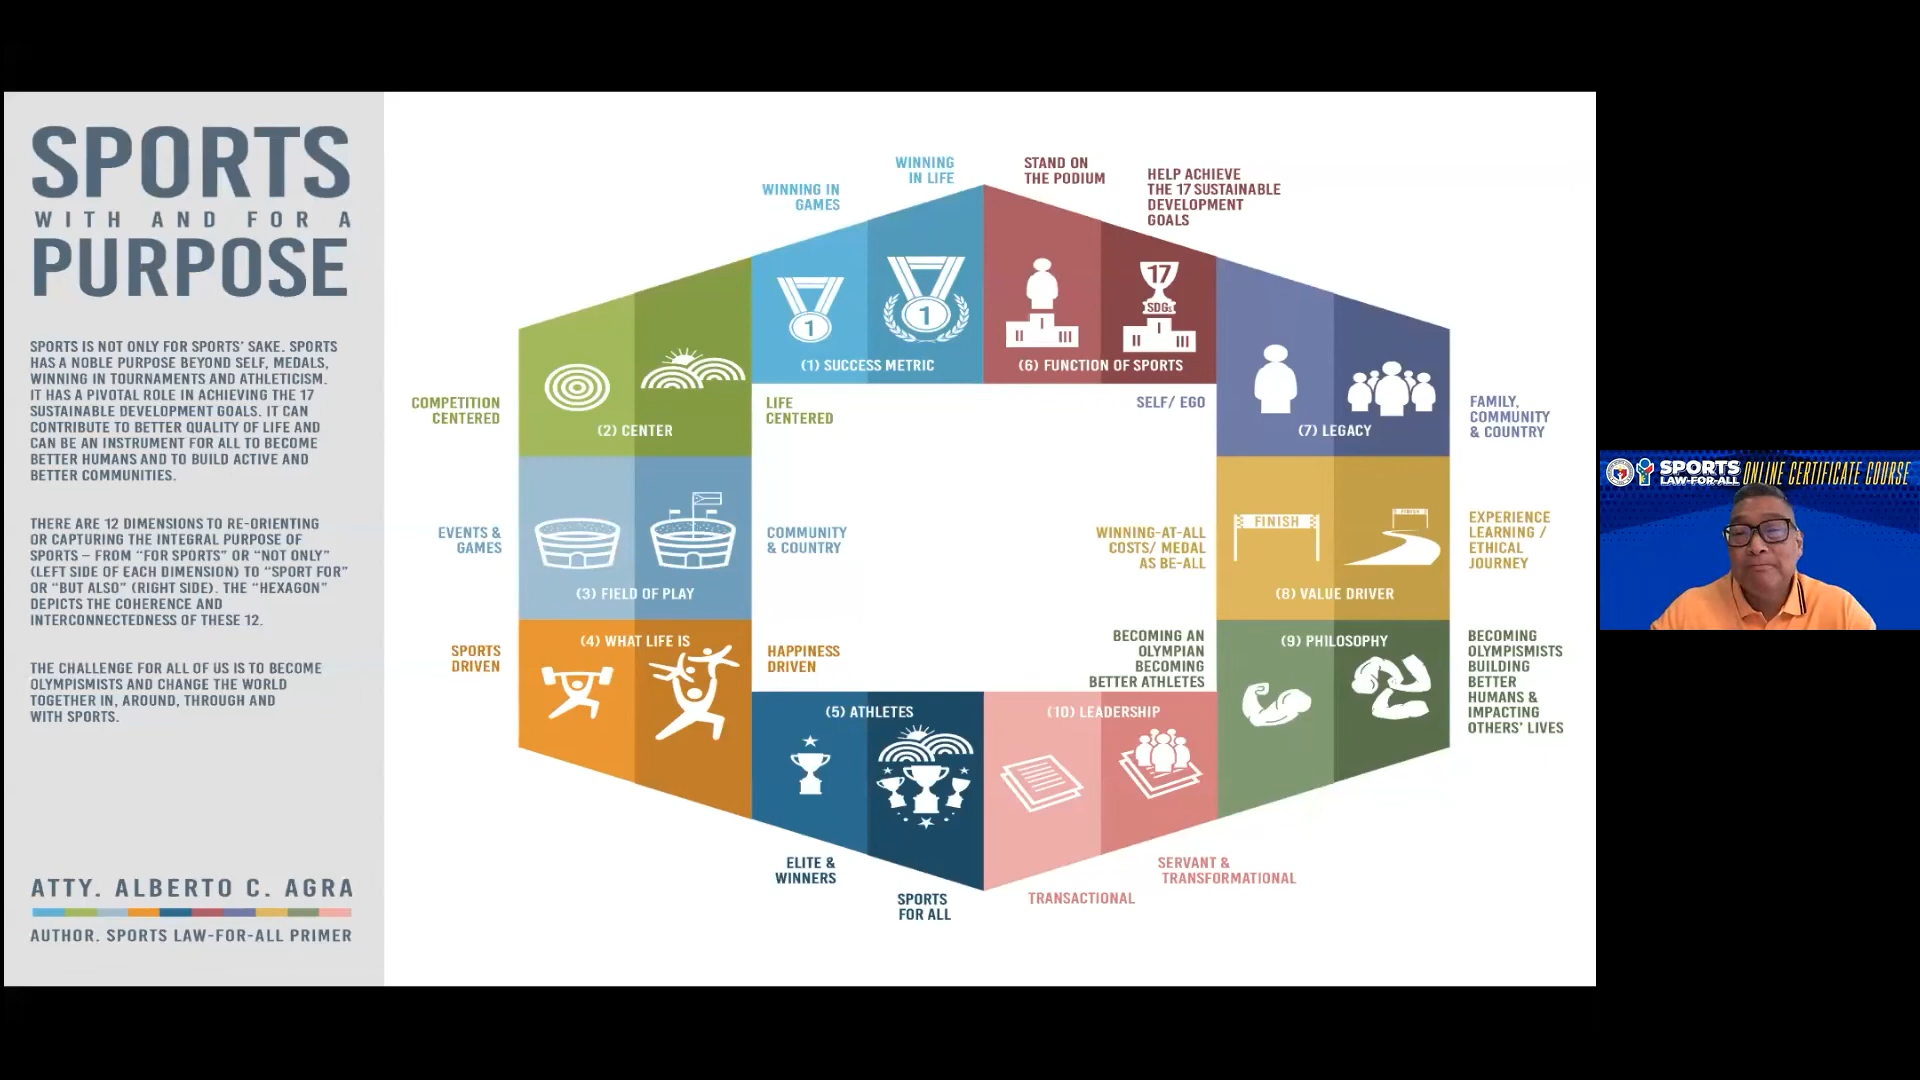 SPORTS
WITH AND FOR A
PURPOSE
SPORTS IS NOT ONLY FOR SPORTS' SAKE. SPORTS
HAS A NOBLE PURPOSE BEYOND SELF, MEDALS,
WINNING IN TOURNAMENTS AND ATHLETICISM.
IT HAS A PIVOTAL ROLE IN ACHIEVING THE 17
SUSTAINABLE DEVELOPMENT GOALS. IT CAN
CONTRIBUTE TO BETTER QUALITY OF LIFE AND
CAN BE AN INSTRUMENT FOR ALL TO BECOME
BETTER HUMANS AND TO BUILD ACTIVE AND
BETTER COMMUNITIES.
THERE ARE 12 DIMENSIONS TO RE-ORIENTING
OR CAPTURING THE INTEGRAL PURPOSE OF
SPORTS – FROM "FOR SPORTS" OR "NOT ONLY"
(LEFT SIDE OF EACH DIMENSION) TO "SPORT FOR"
OR "BUT ALSO" (RIGHT SIDE). THE "HEXAGON"
DEPICTS THE COHERENCE AND
INTERCONNECTEDNESS OF THESE 12.
THE CHALLENGE FOR ALL OF US IS TO BECOME
OLYMPISMISTS AND CHANGE THE WORLD
TOGETHER IN, AROUND, THROUGH AND
WITH SPORTS.
ATTY. ALBERTO C. AGRA
AUTHOR. SPORTS LAW-FOR-ALL PRIMER
WINNING IN
GAMES
WINNING
IN LIFE
1
1
(1) SUCCESS METRIC
STAND ON
THE PODIUM
HELP ACHIEVE
THE 17 SUSTAINABLE
DEVELOPMENT
GOALS
I
II III
17
SDGs
I
II III
(6) FUNCTION OF SPORTS
COMPETITION
CENTERED
(2) CENTER
LIFE
CENTERED
SELF/ EGO
(7) LEGACY
FAMILY,
COMMUNITY
& COUNTRY
EVENTS &
GAMES
(3) FIELD OF PLAY
COMMUNITY
& COUNTRY
WINNING-AT-ALL
COSTS/ MEDAL
AS BE-ALL
FINISH
FINISH
(8) VALUE DRIVER
EXPERIENCE
LEARNING /
ETHICAL
JOURNEY
SPORTS
DRIVEN
(4) WHAT LIFE IS
HAPPINESS
DRIVEN
BECOMING AN
OLYMPIAN
BECOMING
BETTER ATHLETES
(9) PHILOSOPHY
BECOMING
OLYMPISMISTS
BUILDING
BETTER
HUMANS &
IMPACTING
OTHERS' LIVES
(5) ATHLETES
ELITE &
WINNERS
SPORTS
FOR ALL
(10) LEADERSHIP
TRANSACTIONAL
SERVANT &
TRANSFORMATIONAL
SPORTS
LAW-FOR-ALL
ONLINE CERTIFICATE COURSE